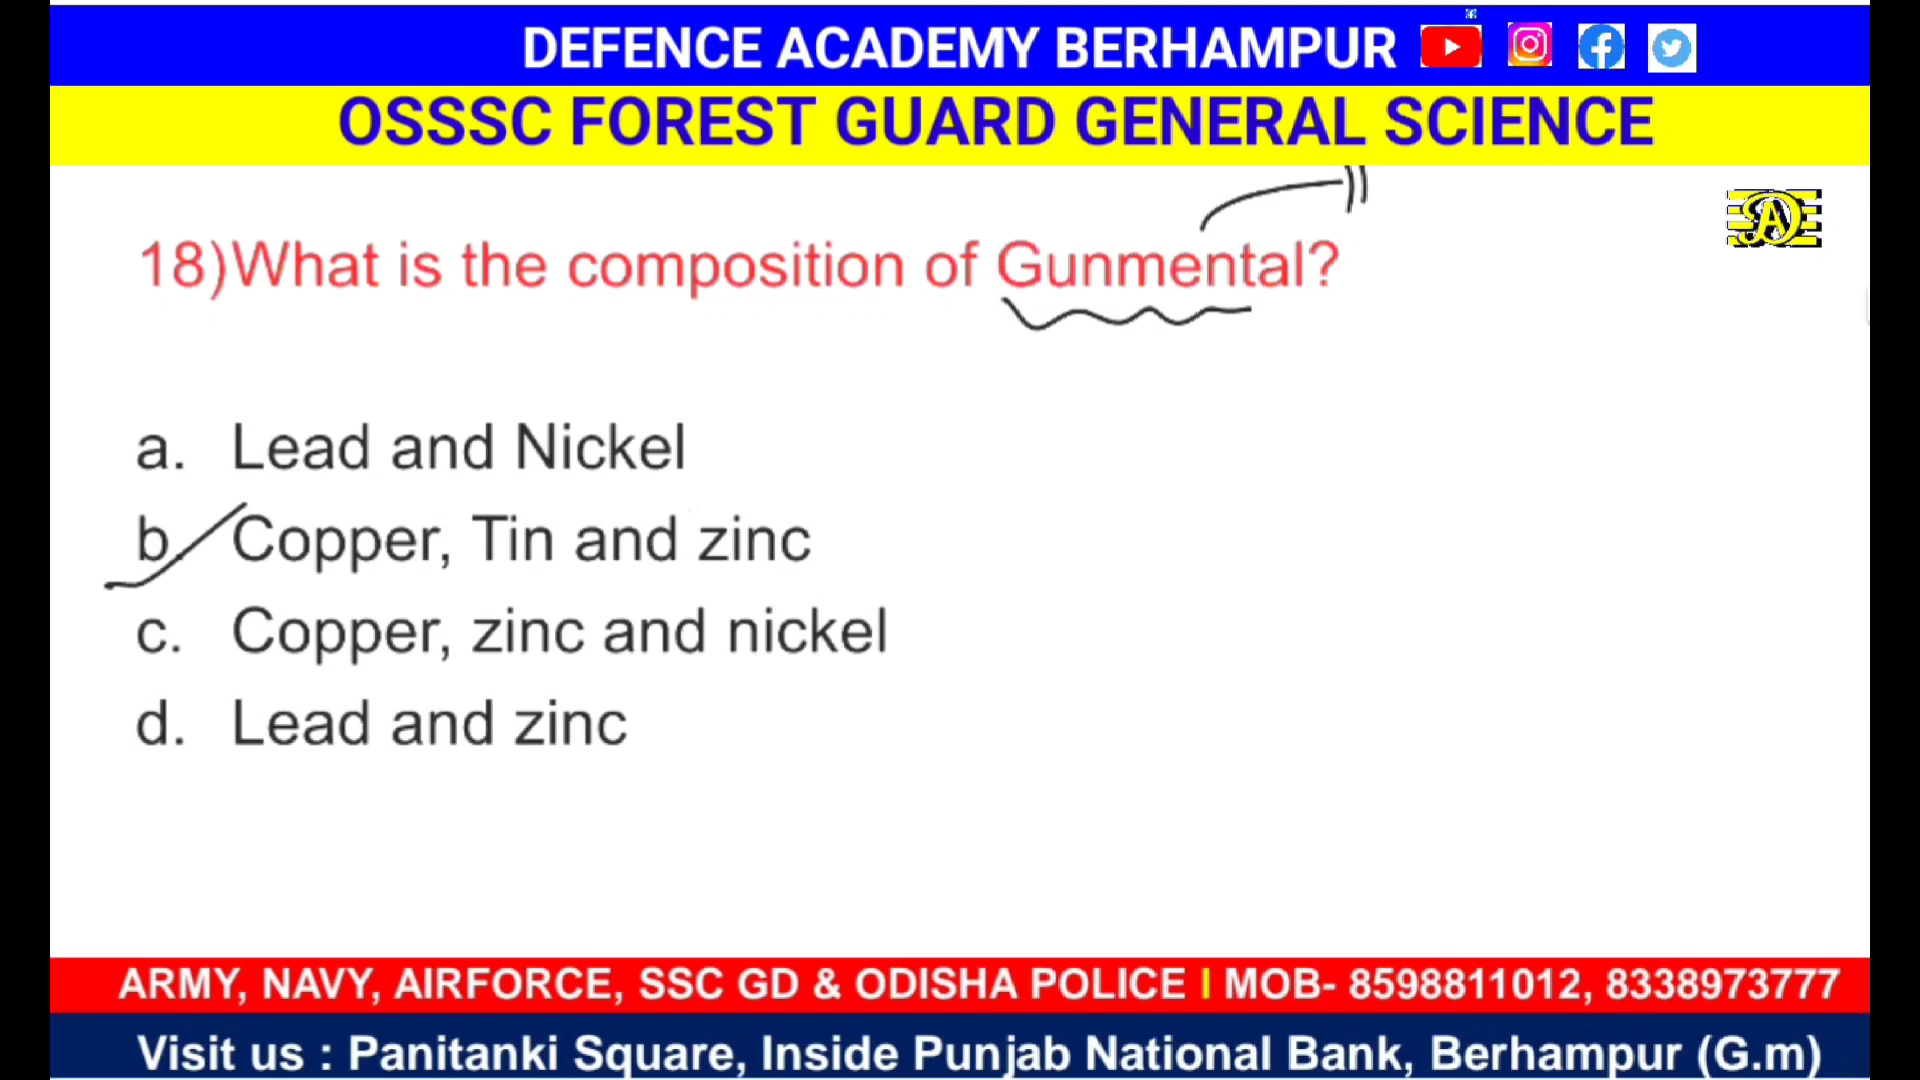 DEFENCE ACADEMY BERHAMPUR
OSSSC FOREST GUARD GENERAL SCIENCE
18)What is the composition of Gunmental?
a. Lead and Nickel
b. Copper, Tin and zinc
c. Copper, zinc and nickel
d. Lead and zinc
ARMY, NAVY, AIRFORCE, SSC GD & ODISHA POLICE I MOB- 8598811012, 8338973777
Visit us : Panitanki Square, Inside Punjab National Bank, Berhampur (G.m)